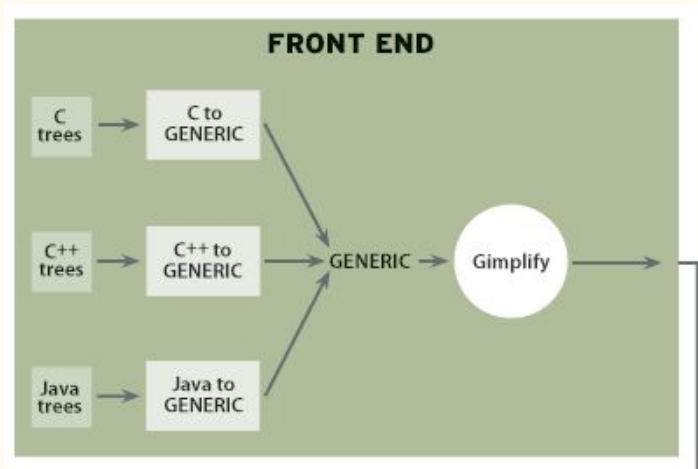 FRONT END
C
trees
C to
GENERIC
C++
trees
C++ to
GENERIC
GENERIC
Gimplify
Java
trees
Java to
GENERIC